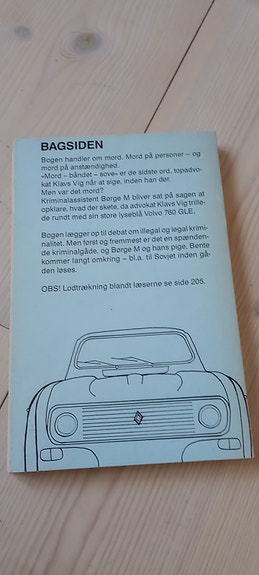 BAGSIDEN
Bogen handler om mord. Mord på personer – og
mord på anstændighed.
«Mord – båndet – sove» er de sidste ord, topadvo-
kat Klavs Vig når at sige, inden han dør.
Men var det mord?
Kriminalassistent Børge M bliver sat på sagen at
opklare, hvad der skete, da advokat Klavs Vig trille-
de rundt med sin store lyseblå Volvo 760 GLE.
Bogen lægger op til debat om illegal og legal krimi-
nalitet. Men først og fremmest er det en spænden-
de kriminalgåde, og Børge M og hans pige, Bente
kommer langt omkring – bl.a. til Sovjet inden gå-
den løses.
OBS! Lodtrækning blandt læserne se side 205.